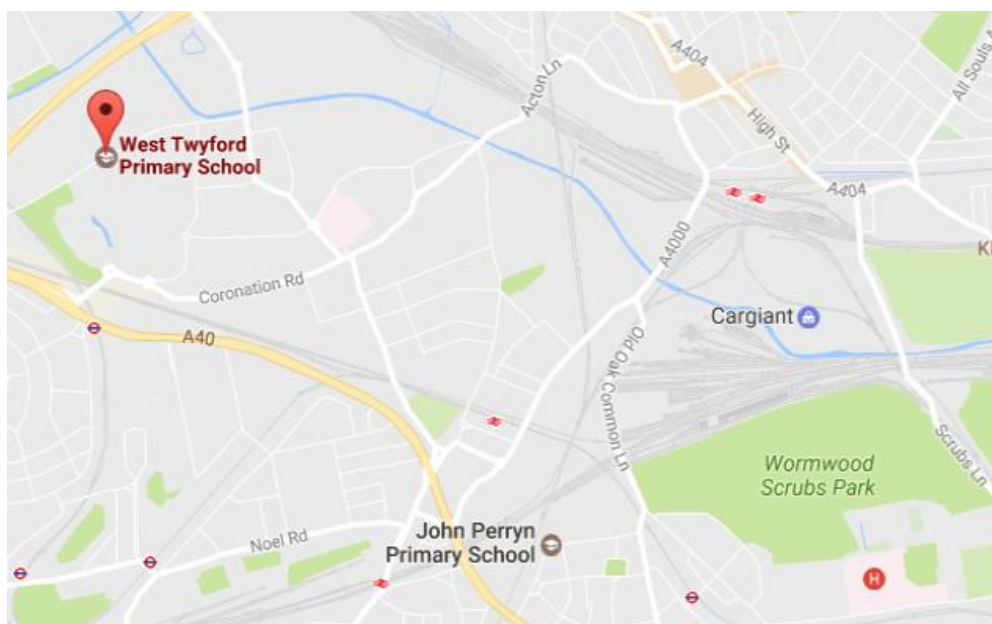 A404
All Souls A
Acton Ln
High St
West Twyford
Primary School
A404
A4000
Kl
Coronation Rd
Cargiant
A40
Old Oak Common Ln
Scrubs Ln
Wormwood
Scrubs Park
Noel Rd
John Perryn
Primary School
H